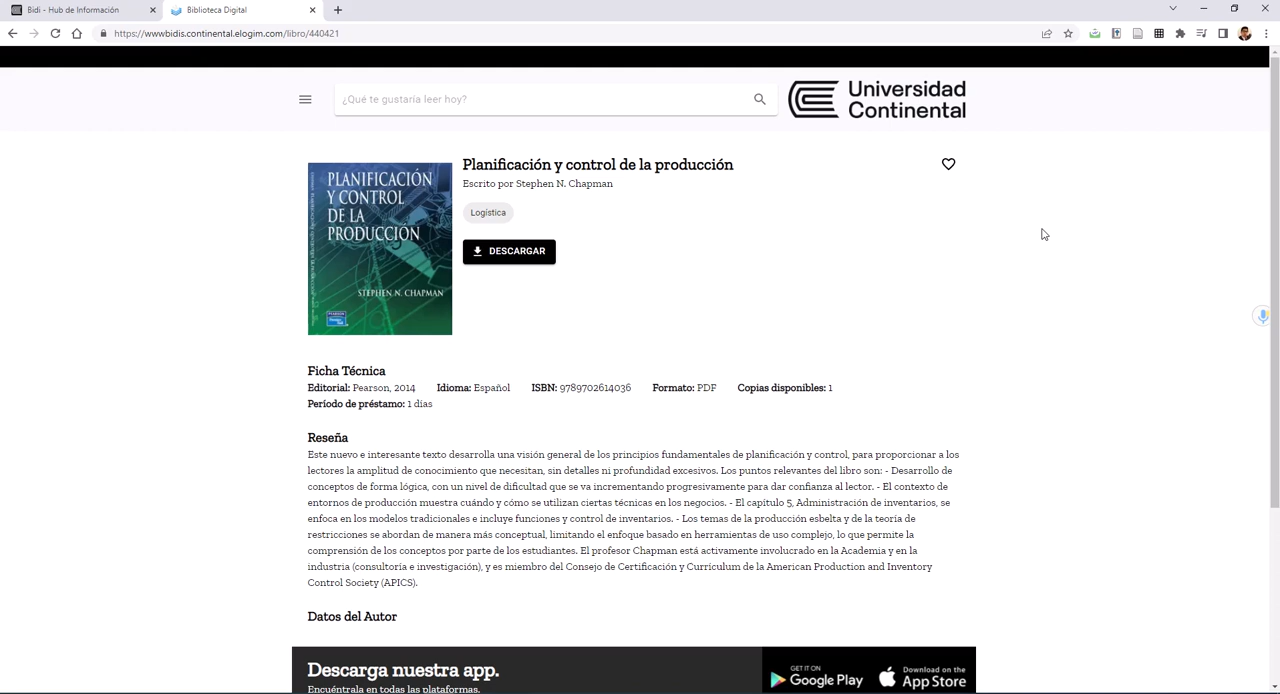 Bidi - Hub de Información
Biblioteca Digital
https://wwwbidis.continental.elogim.com/libro/440421
¿Qué te gustaría leer hoy?
Universidad
Continental
PLANIFICACIÓN
Y CONTROL
DE LA
PRODUCCIÓN
STEPHEN N. CHAPMAN
Planificación y control de la producción
Escrito por Stephen N. Chapman
Logística
DESCARGAR
Ficha Técnica
Editorial: Pearson, 2014 Idioma: Español ISBN: 9789702614036 Formato: PDF Copias disponibles: 1
Período de préstamo: 1 días
Reseña
Este nuevo e interesante texto desarrolla una visión general de los principios fundamentales de planificación y control, para proporcionar a los
lectores la amplitud de conocimiento que necesitan, sin detalles ni profundidad excesivos. Los puntos relevantes del libro son: - Desarrollo de
conceptos de forma lógica, con un nivel de dificultad que se va incrementando progresivamente para dar confianza al lector. - El contexto de
entornos de producción muestra cuándo y cómo se utilizan ciertas técnicas en los negocios. - El capítulo 5, Administración de inventarios, se
enfoca en los modelos tradicionales e incluye funciones y control de inventarios. - Los temas de la producción esbelta y de la teoría de
restricciones se abordan de manera más conceptual, limitando el enfoque basado en herramientas de uso complejo, lo que permite la
comprensión de los conceptos por parte de los estudiantes. El profesor Chapman está activamente involucrado en la Academia y en la
industria (consultoría e investigación), y es miembro del Consejo de Certificación y Currículum de la American Production and Inventory
Control Society (APICS).
Datos del Autor
Descarga nuestra app.
Encuéntrala en todas las plataformas.
GET IT ON
Google Play
Download on the
App Store